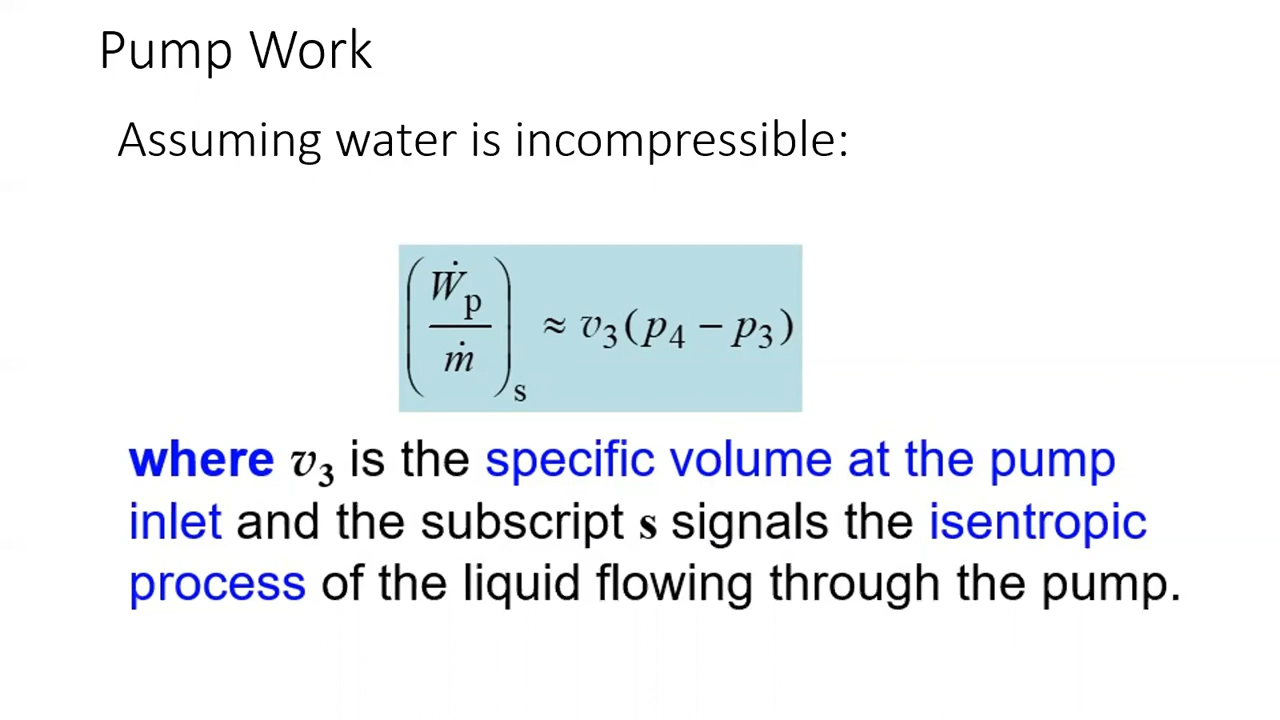 Pump Work
Assuming water is incompressible:
(Ẇp/ṁ)s ≈ v3(p4 − p3)
where v3 is the specific volume at the pump
inlet and the subscript s signals the isentropic
process of the liquid flowing through the pump.